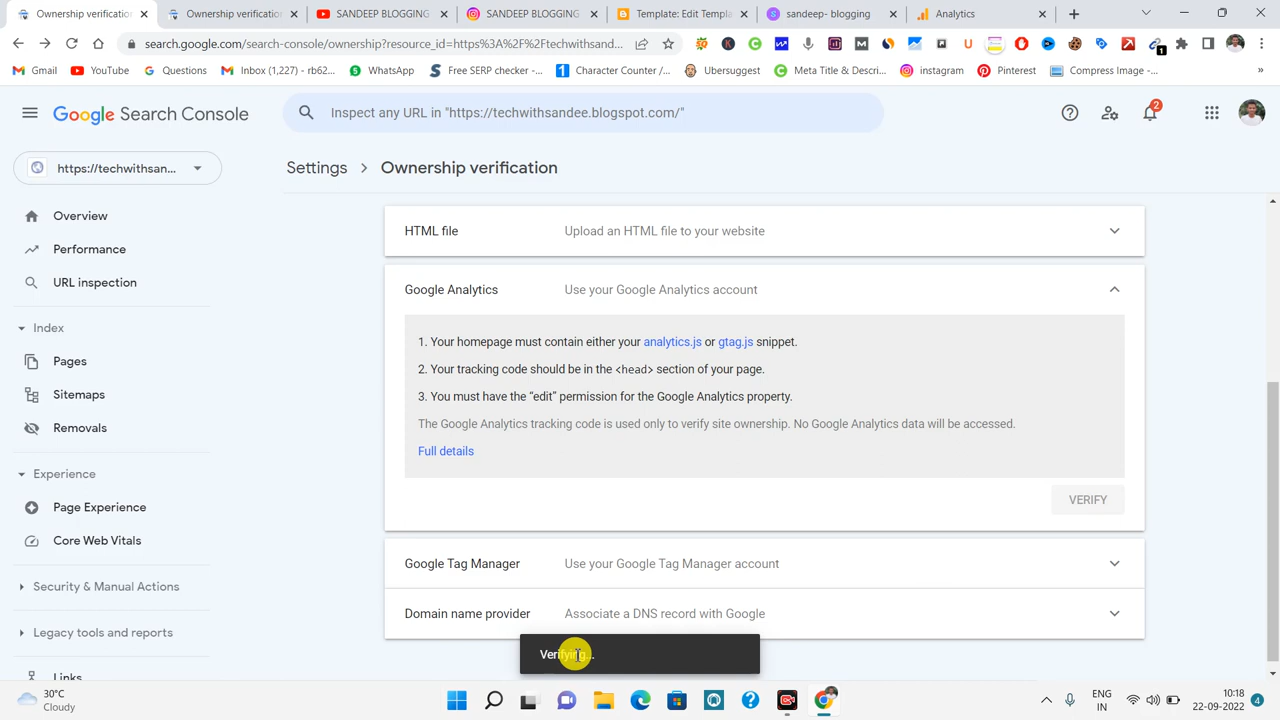 Ownership verificatio
Ownership verificatio
SANDEEP BLOGGING
SANDEEP BLOGGING
Template: Edit Templa
sandeep- blogging
Analytics
search.google.com/search-console/ownership?resource_id=https%3A%2F%2Ftechwithsand...
Gmail
YouTube
Questions
Inbox (1,227) - rb62...
WhatsApp
Free SERP checker -...
Character Counter /...
Ubersuggest
Meta Title & Descri...
instagram
Pinterest
Compress Image -...
Google Search Console
Inspect any URL in "https://techwithsandee.blogspot.com/"
2
https://techwithsan...
Settings > Ownership verification
Overview
Performance
URL inspection
Index
Pages
Sitemaps
Removals
Experience
Page Experience
Core Web Vitals
Security & Manual Actions
Legacy tools and reports
Links
HTML file Upload an HTML file to your website
Google Analytics Use your Google Analytics account
1. Your homepage must contain either your analytics.js or gtag.js snippet.
2. Your tracking code should be in the <head> section of your page.
3. You must have the “edit” permission for the Google Analytics property.
The Google Analytics tracking code is used only to verify site ownership. No Google Analytics data will be accessed.
Full details
VERIFY
Google Tag Manager Use your Google Tag Manager account
Domain name provider Associate a DNS record with Google
Verifying...
30°C
Cloudy
ENG
IN
10:18
22-09-2022
4